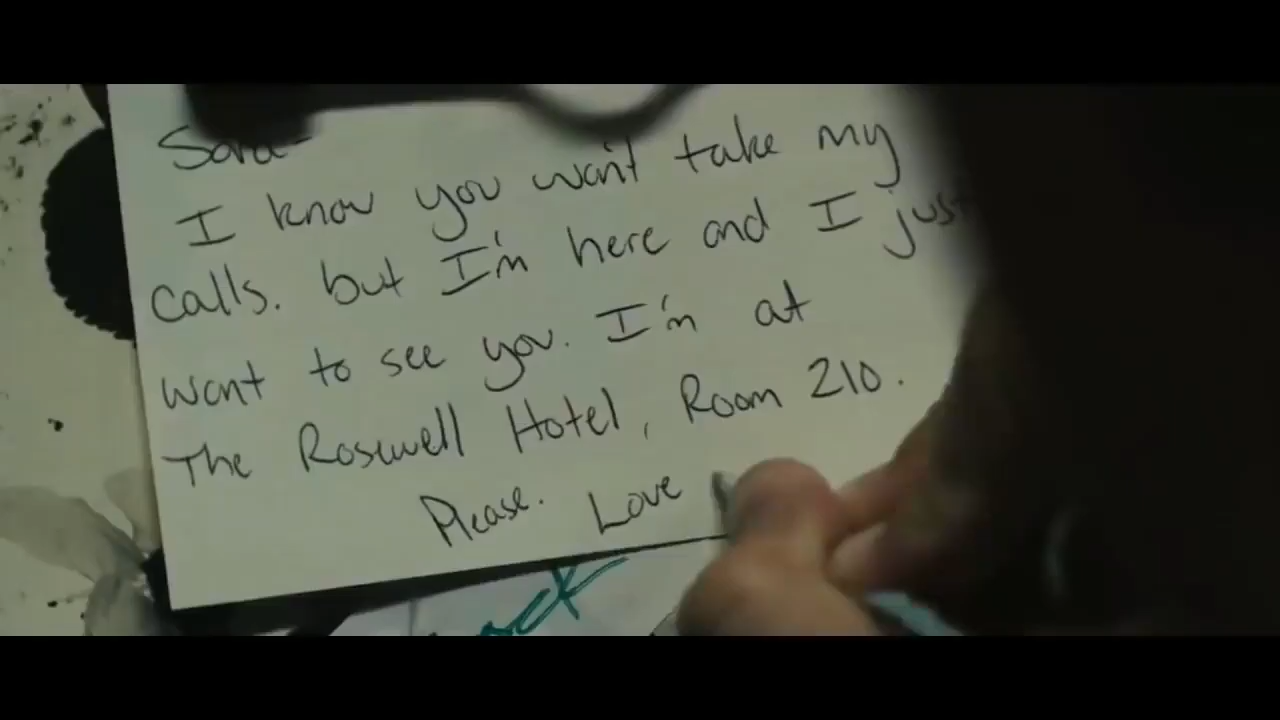 Sara-
I know you won't take my
calls. but I'm here and I just
want to see you. I'm at
The Roswell Hotel, Room 210.
Please. Love